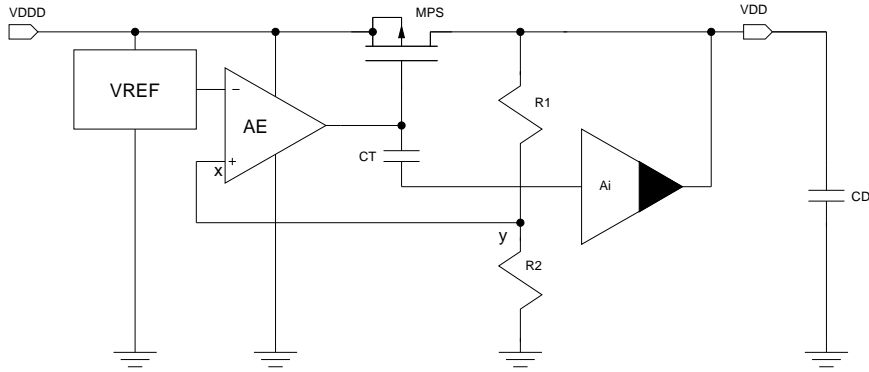 VDDD
MPS
VDD
VREF
−
AE
R1
CT
x
+
Ai
CD
y
R2